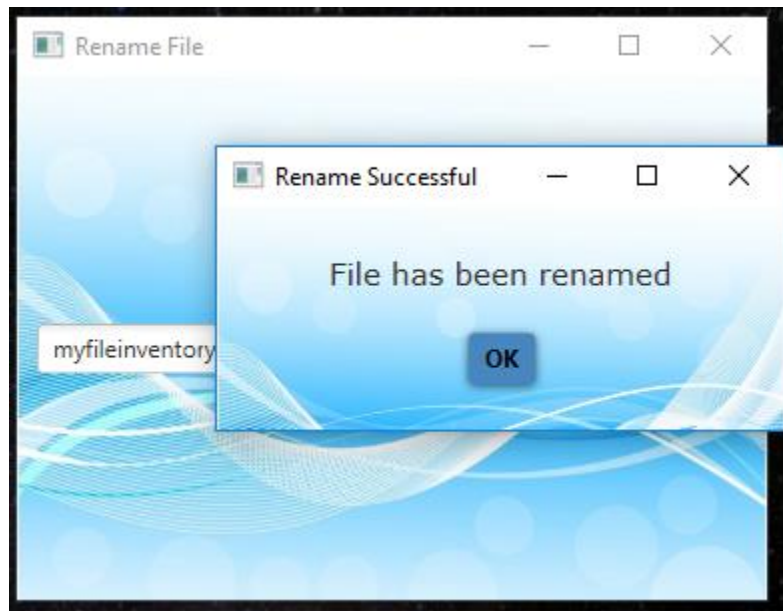 Rename File
Rename Successful
File has been renamed
myfileinventory
OK